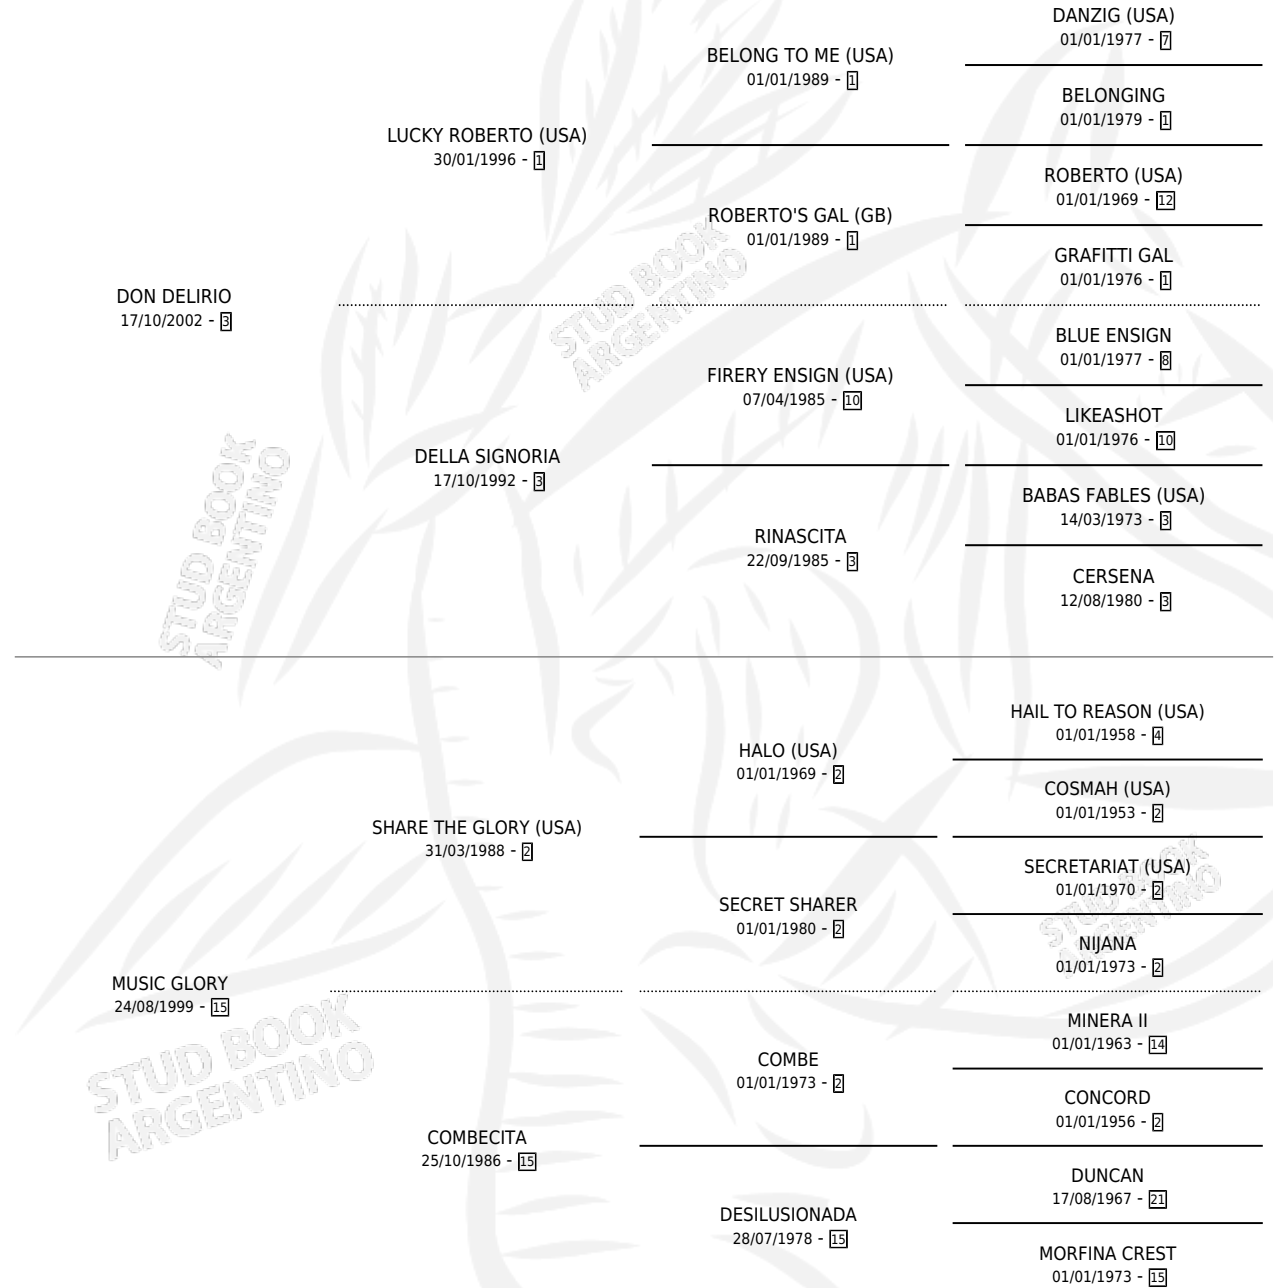 DANZIG (USA)
01/01/1977 - 7
BELONG TO ME (USA)
01/01/1989 - 1
BELONGING
01/01/1979 - 1
LUCKY ROBERTO (USA)
30/01/1996 - 1
ROBERTO (USA)
01/01/1969 - 12
ROBERTO'S GAL (GB)
01/01/1989 - 1
GRAFITTI GAL
01/01/1976 - 1
DON DELIRIO
17/10/2002 - 3
BLUE ENSIGN
01/01/1977 - 8
FIRERY ENSIGN (USA)
07/04/1985 - 10
LIKEASHOT
01/01/1976 - 10
DELLA SIGNORIA
17/10/1992 - 3
BABAS FABLES (USA)
14/03/1973 - 3
RINASCITA
22/09/1985 - 3
CERSENA
12/08/1980 - 3
HAIL TO REASON (USA)
01/01/1958 - 4
HALO (USA)
01/01/1969 - 2
COSMAH (USA)
01/01/1953 - 2
SHARE THE GLORY (USA)
31/03/1988 - 2
SECRETARIAT (USA)
01/01/1970 - 2
SECRET SHARER
01/01/1980 - 2
NIJANA
01/01/1973 - 2
MUSIC GLORY
24/08/1999 - 15
MINERA II
01/01/1963 - 14
COMBE
01/01/1973 - 2
CONCORD
01/01/1956 - 2
COMBECITA
25/10/1986 - 15
DUNCAN
17/08/1967 - 21
DESILUSIONADA
28/07/1978 - 15
MORFINA CREST
01/01/1973 - 15
STUD BOOK
ARGENTINO
STUD BOOK
ARGENTINO
STUD BOOK
ARGENTINO
STUD BOOK
ARGENTINO